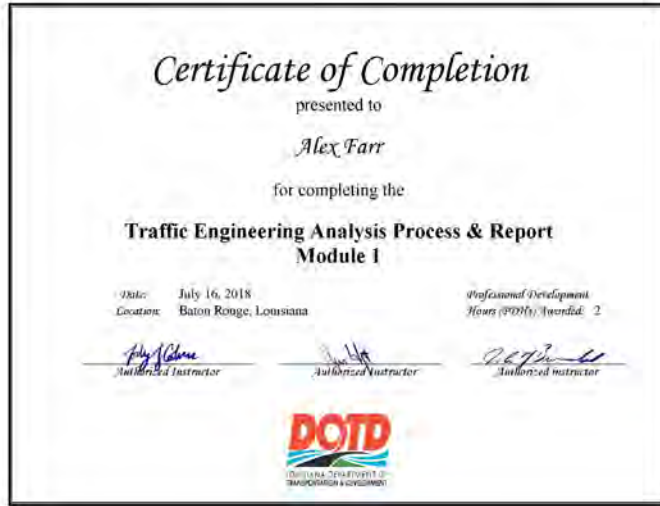 Certificate of Completion
presented to
Alex Farr
for completing the
Traffic Engineering Analysis Process & Report
Module 1
Date: July 16, 2018
Location: Baton Rouge, Louisiana
Professional Development
Hours (PDHs) Awarded: 2
Authorized Instructor
Authorized Instructor
Authorized instructor
DOTD
LOUISIANA DEPARTMENT OF
TRANSPORTATION & DEVELOPMENT